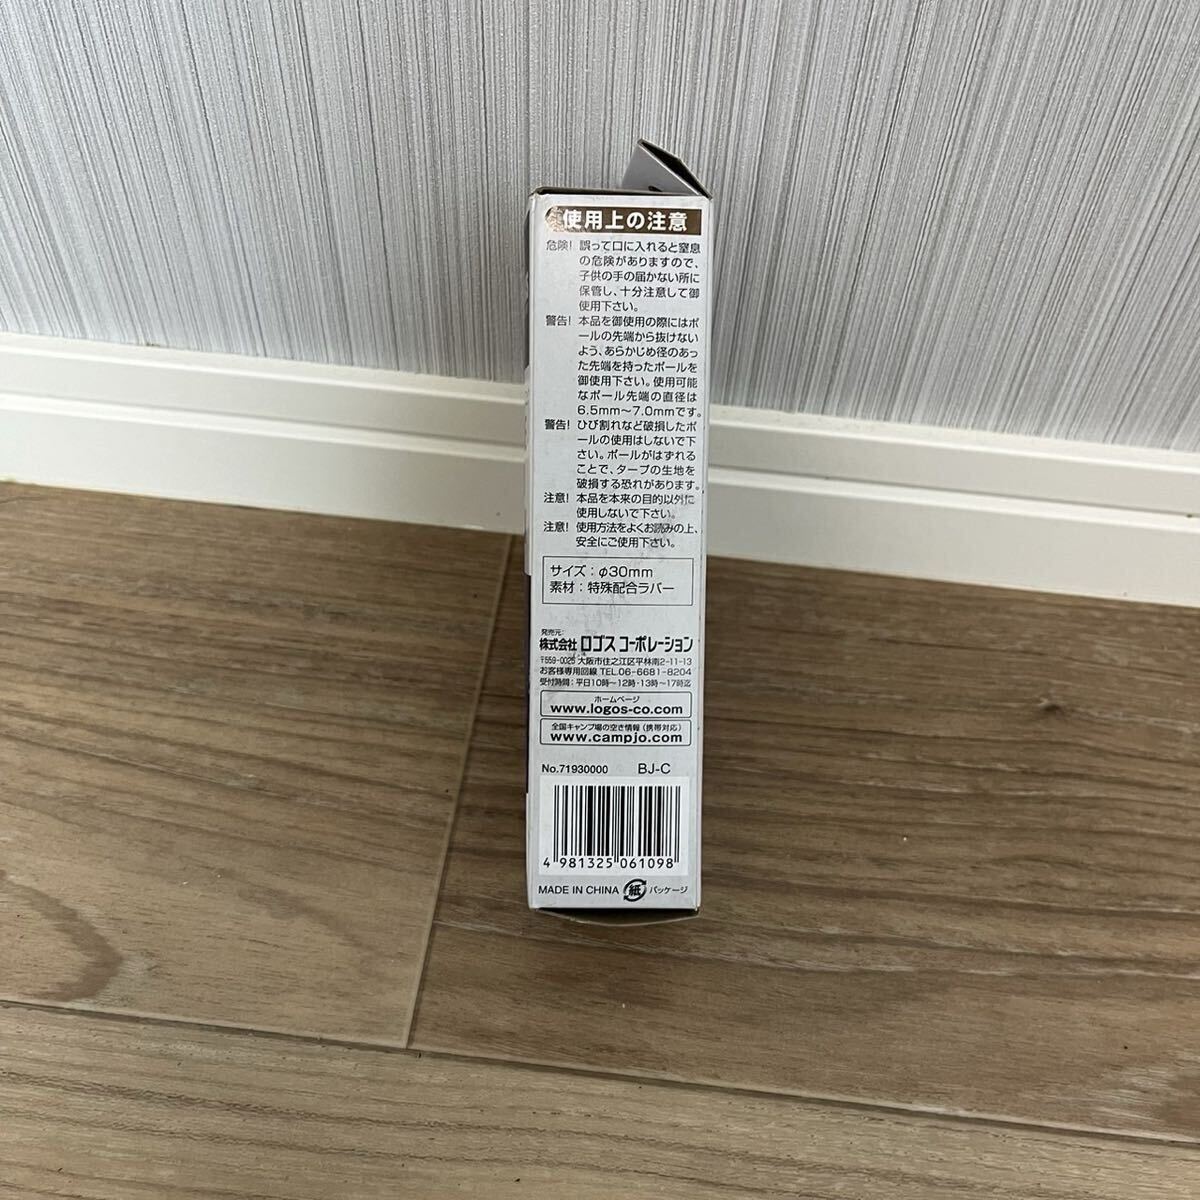 使用上の注意
危険! 誤って口に入れると窒息
の危険がありますので、
子供の手の届かない所に
保管し、十分注意して御
使用下さい。
警告! 本品を御使用の際にはポ
ールの先端から抜けない
よう、あらかじめ径のあっ
た先端を持ったポールを
御使用下さい。使用可能
なポール先端の直径は
6.5mm〜7.0mmです。
警告! ひび割れなど破損したポ
ールの使用はしないで下
さい。ポールがはずれる
ことで、タープの生地を
破損する恐れがあります。
注意! 本品を本来の目的以外に
使用しないで下さい。
注意! 使用方法をよくお読みの上、
安全にご使用下さい。
サイズ:φ30mm
素材:特殊配合ラバー
発売元:
株式会社 ロゴス コーポレーション
〒559-0025 大阪市住之江区平林南2-11-13
お客様専用回線 TEL.06-6681-8204
受付時間:平日10時〜12時・13時〜17時迄
ホームページ
www.logos-co.com
全国キャンプ場の空き情報(携帯対応)
www.campjo.com
No.71930000 BJ-C
4 981325 061098
MADE IN CHINA 紙 パッケージ